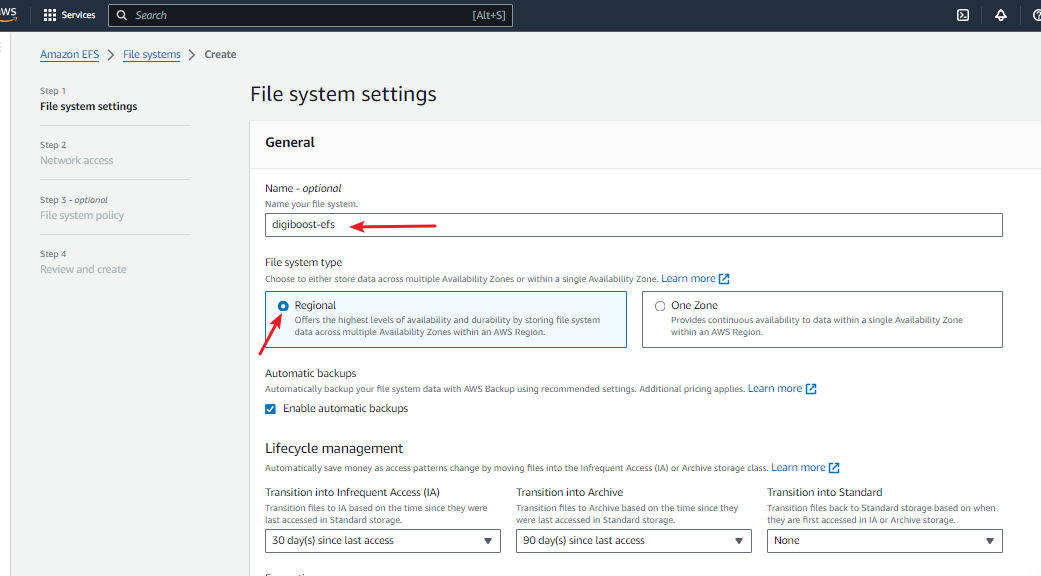 aws
Services
Search
[Alt+S]
Amazon EFS
File systems
Create
Step 1
File system settings
Step 2
Network access
Step 3 - optional
File system policy
Step 4
Review and create
File system settings
General
Name - optional
Name your file system.
digiboost-efs
File system type
Choose to either store data across multiple Availability Zones or within a single Availability Zone. Learn more
Regional
Offers the highest levels of availability and durability by storing file system
data across multiple Availability Zones within an AWS Region.
One Zone
Provides continuous availability to data within a single Availability Zone
within an AWS Region.
Automatic backups
Automatically backup your file system data with AWS Backup using recommended settings. Additional pricing applies. Learn more
Enable automatic backups
Lifecycle management
Automatically save money as access patterns change by moving files into the Infrequent Access (IA) or Archive storage class. Learn more
Transition into Infrequent Access (IA)
Transition files to IA based on the time since they were
last accessed in Standard storage.
30 day(s) since last access
Transition into Archive
Transition files to Archive based on the time since they
were last accessed in Standard storage.
90 day(s) since last access
Transition into Standard
Transition files back to Standard storage based on when
they are first accessed in IA or Archive storage.
None